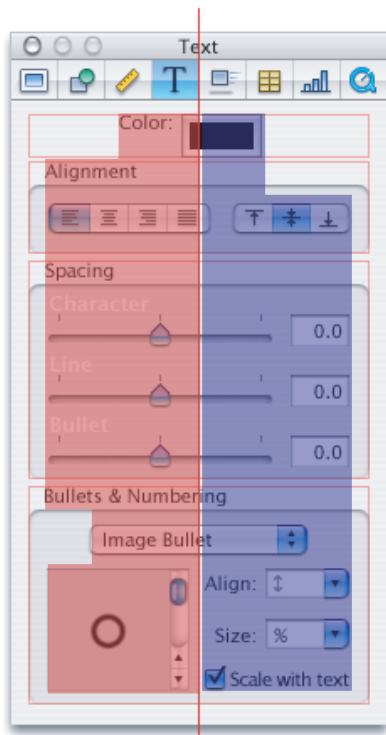 Text
T
Color:
Alignment
Spacing
Character
0.0
Line
0.0
Bullet
0.0
Bullets & Numbering
Image Bullet
Align:
Size: %
Scale with text